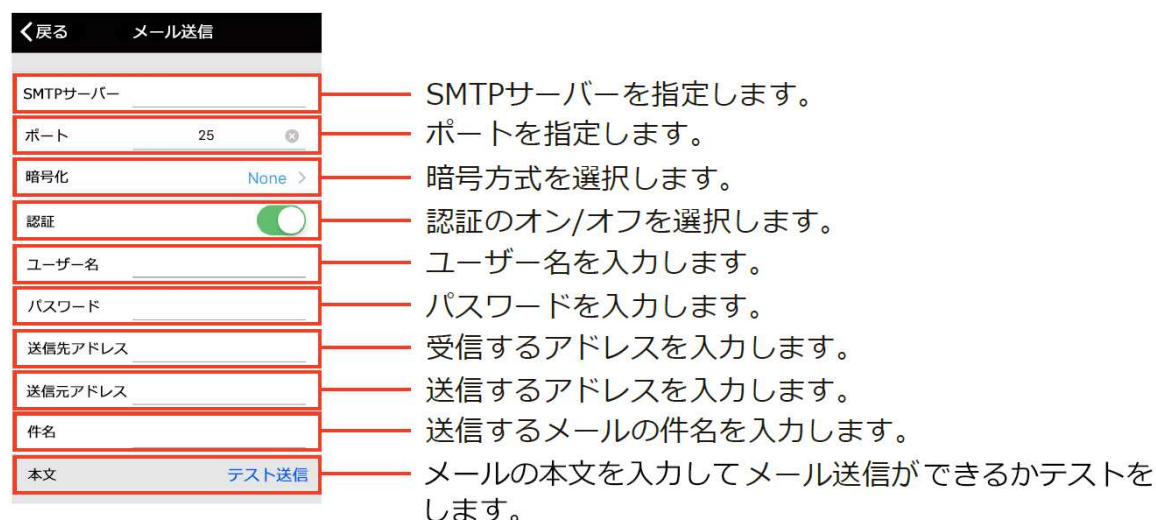 戻る メール送信
SMTPサーバー SMTPサーバーを指定します。
ポート 25 ポートを指定します。
暗号化 None > 暗号方式を選択します。
認証 認証のオン/オフを選択します。
ユーザー名 ユーザー名を入力します。
パスワード パスワードを入力します。
送信先アドレス 受信するアドレスを入力します。
送信元アドレス 送信するアドレスを入力します。
件名 送信するメールの件名を入力します。
本文 テスト送信 メールの本文を入力してメール送信ができるかテストを
します。